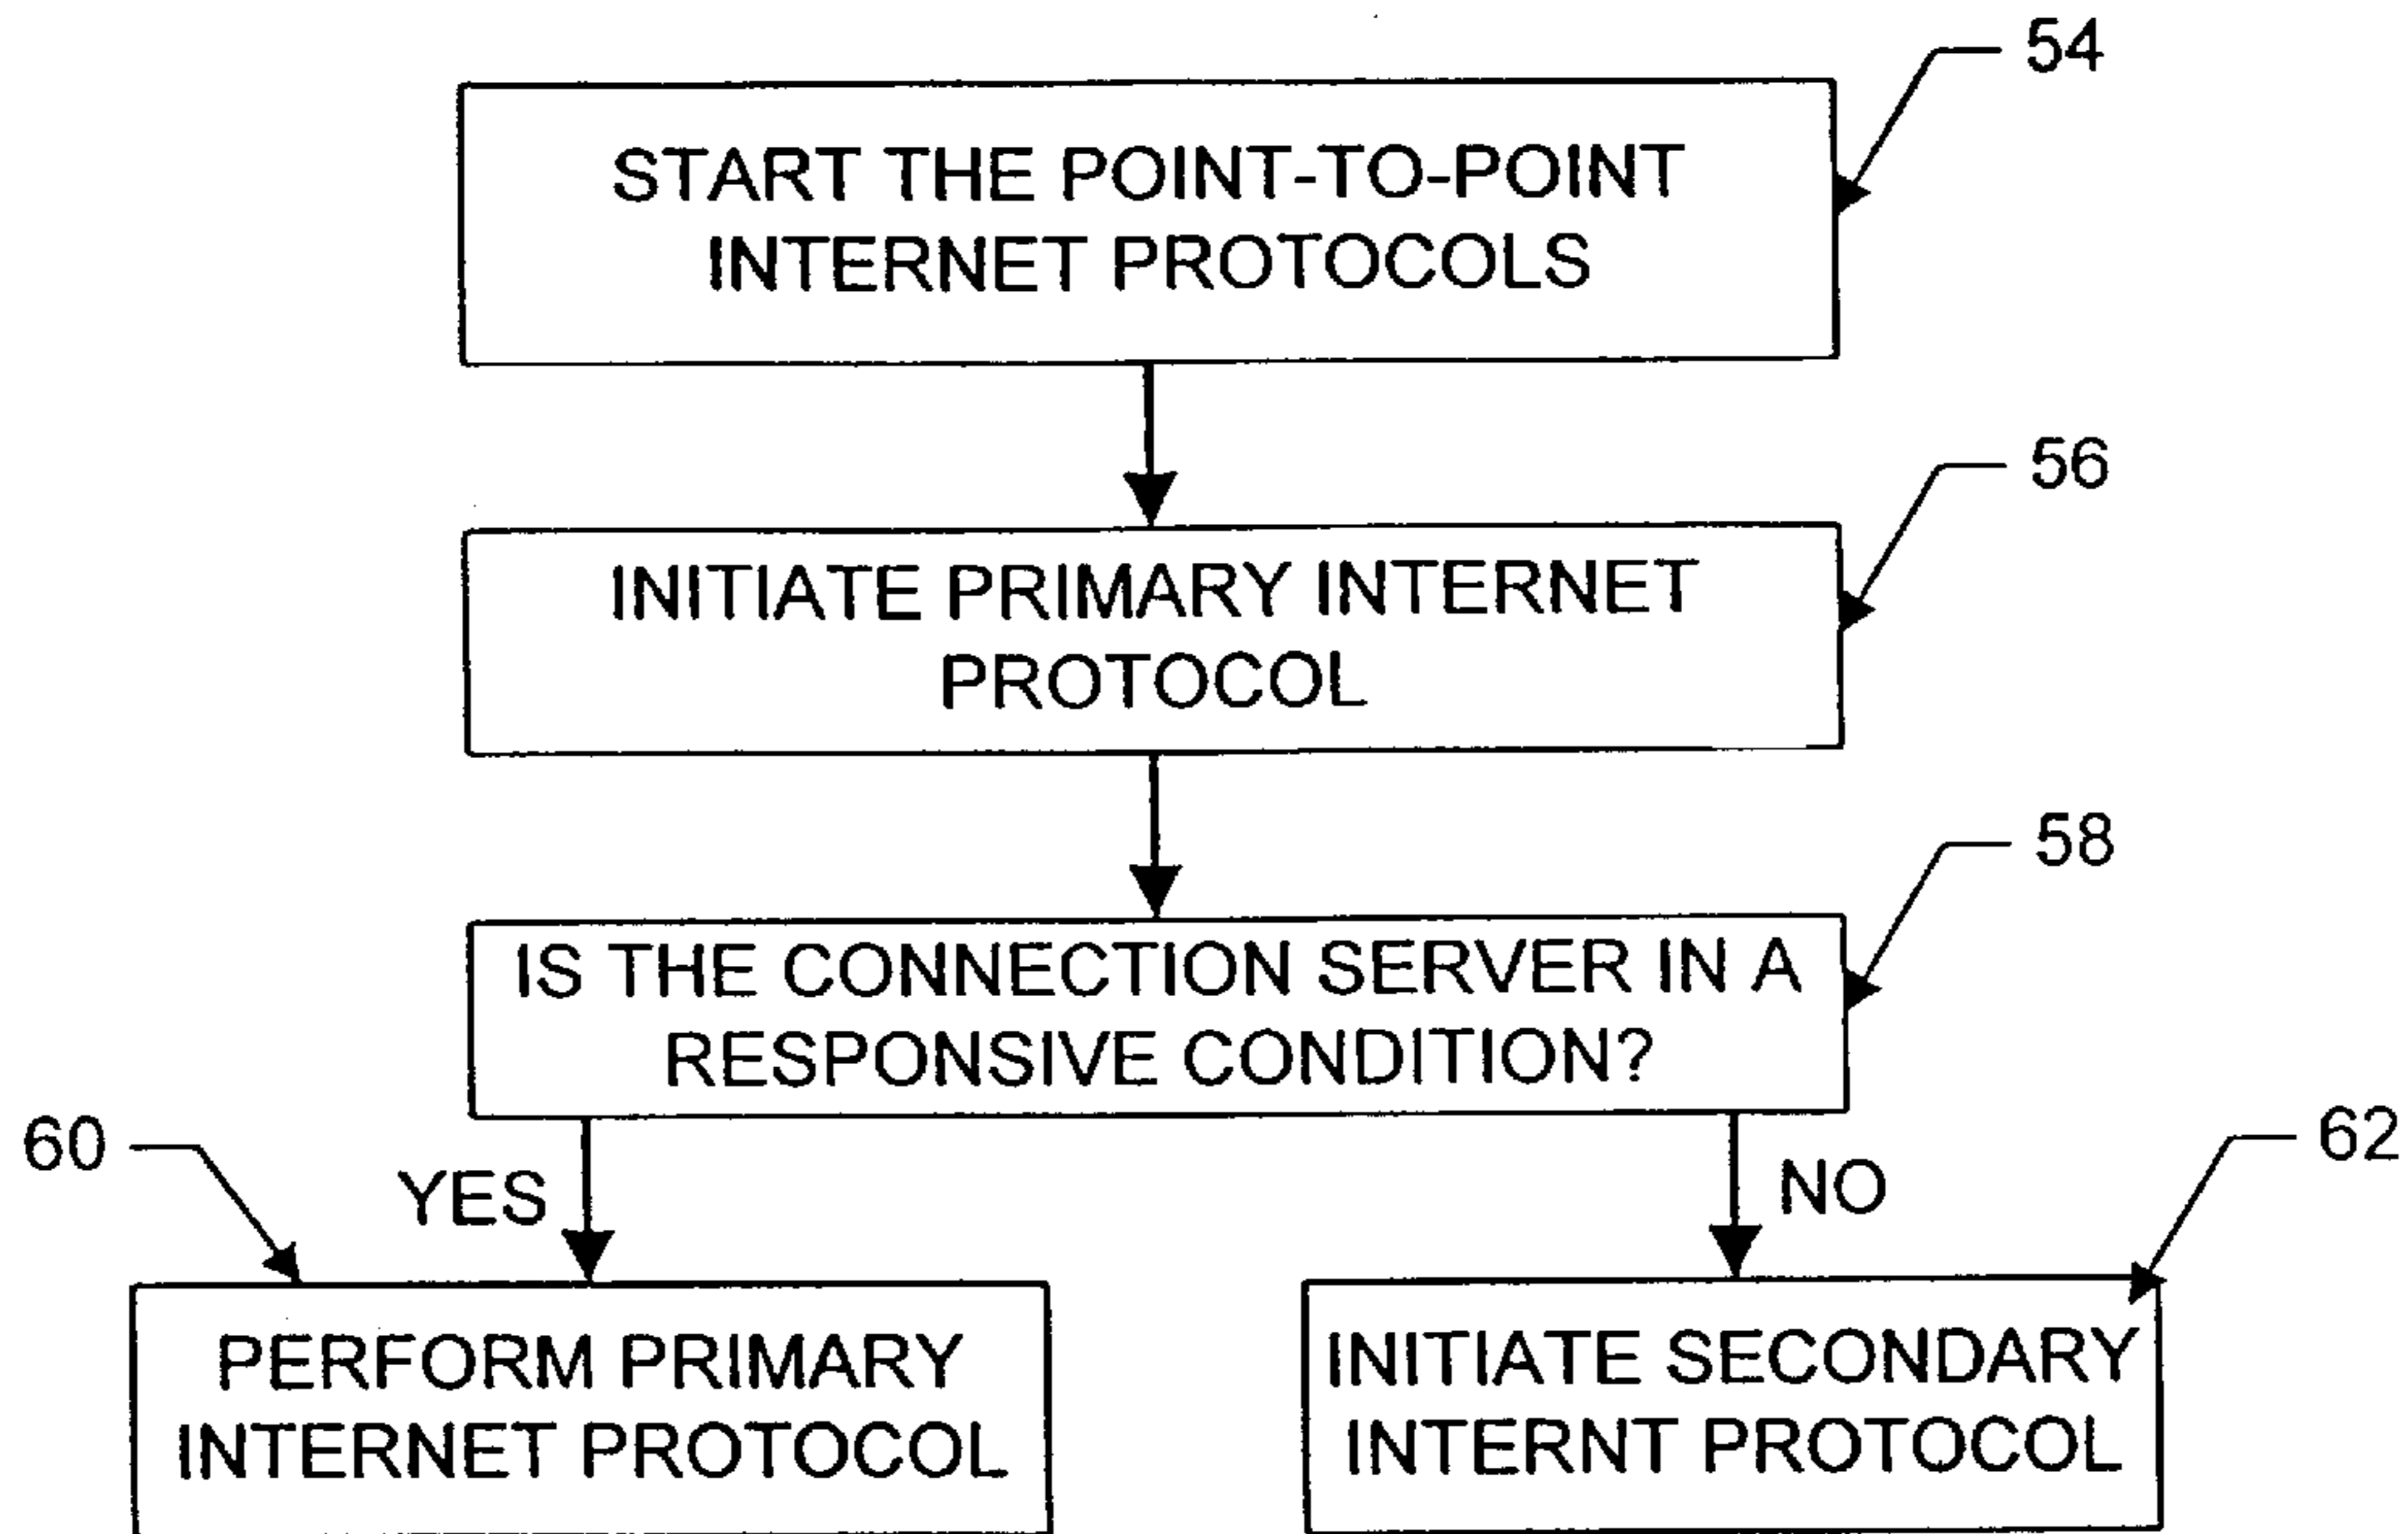 54
START THE POINT-TO-POINT
INTERNET PROTOCOLS
56
INITIATE PRIMARY INTERNET
PROTOCOL
58
IS THE CONNECTION SERVER IN A
RESPONSIVE CONDITION?
60
YES
NO
62
PERFORM PRIMARY
INTERNET PROTOCOL
INITIATE SECONDARY
INTERNT PROTOCOL